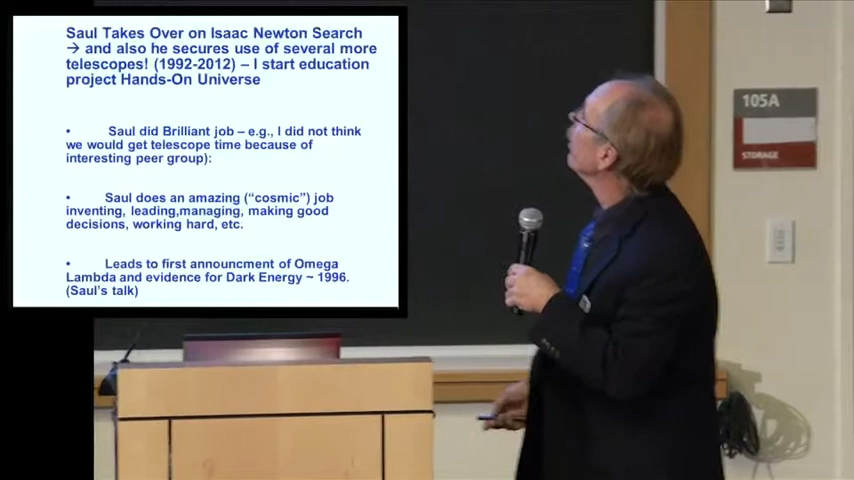 Saul Takes Over on Isaac Newton Search
→ and also he secures use of several more
telescopes! (1992-2012) – I start education
project Hands-On Universe
• Saul did Brilliant job – e.g., I did not think
we would get telescope time because of
interesting peer group):
• Saul does an amazing (“cosmic”) job
inventing, leading,managing, making good
decisions, working hard, etc.
• Leads to first announcment of Omega
Lambda and evidence for Dark Energy ~ 1996.
(Saul’s talk)
105A
STORAGE